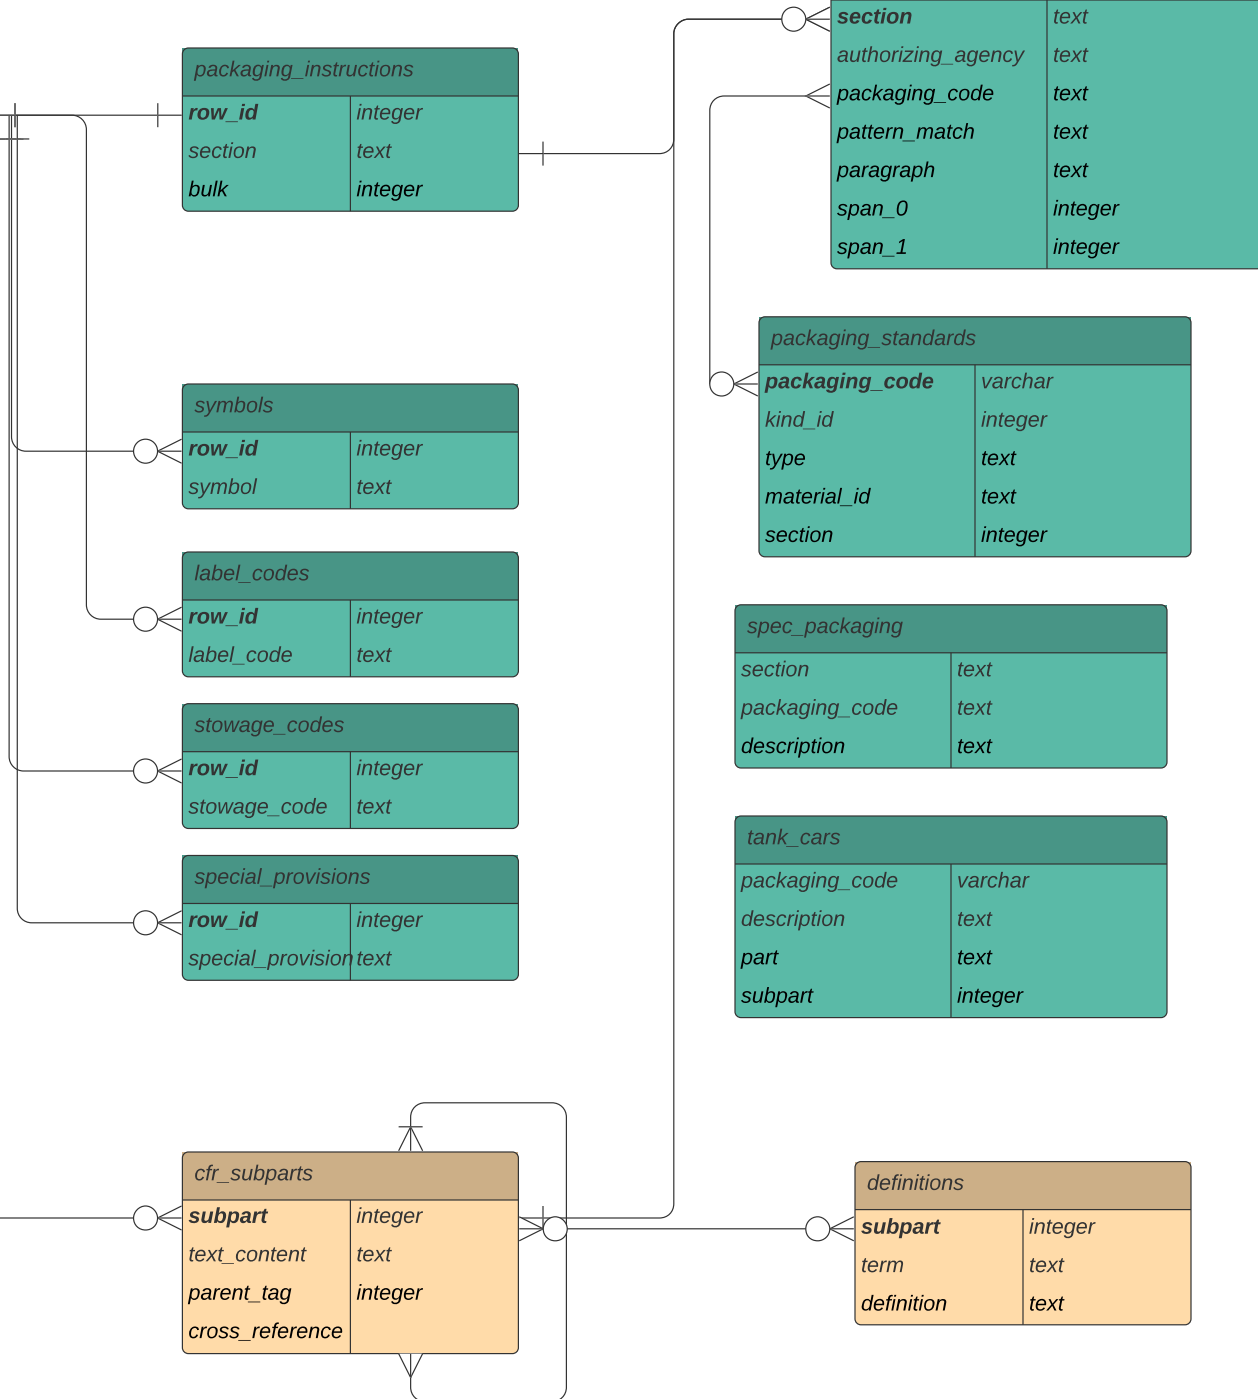 packaging_instructions
row_id integer
section text
bulk integer
symbols
row_id integer
symbol text
label_codes
row_id integer
label_code text
stowage_codes
row_id integer
stowage_code text
special_provisions
row_id integer
special_provision text
cfr_subparts
subpart integer
text_content text
parent_tag integer
cross_reference
section text
authorizing_agency text
packaging_code text
pattern_match text
paragraph text
span_0 integer
span_1 integer
packaging_standards
packaging_code varchar
kind_id integer
type text
material_id text
section integer
spec_packaging
section text
packaging_code text
description text
tank_cars
packaging_code varchar
description text
part text
subpart integer
definitions
subpart integer
term text
definition text